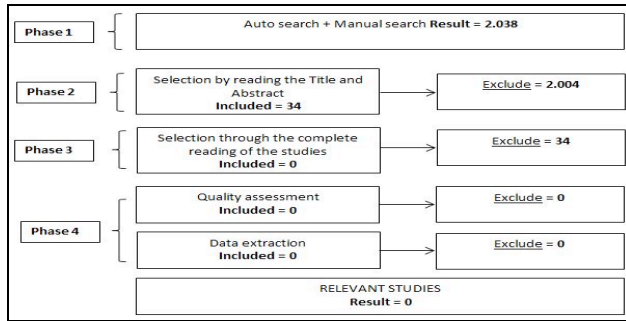 Phase 1
Auto search + Manual search Result = 2.038
Phase 2
Selection by reading the Title and
Abstract
Included = 34
Exclude = 2.004
Phase 3
Selection through the complete
reading of the studies
Included = 0
Exclude = 34
Phase 4
Quality assessment
Included = 0
Exclude = 0
Data extraction
Included = 0
Exclude = 0
RELEVANT STUDIES
Result = 0